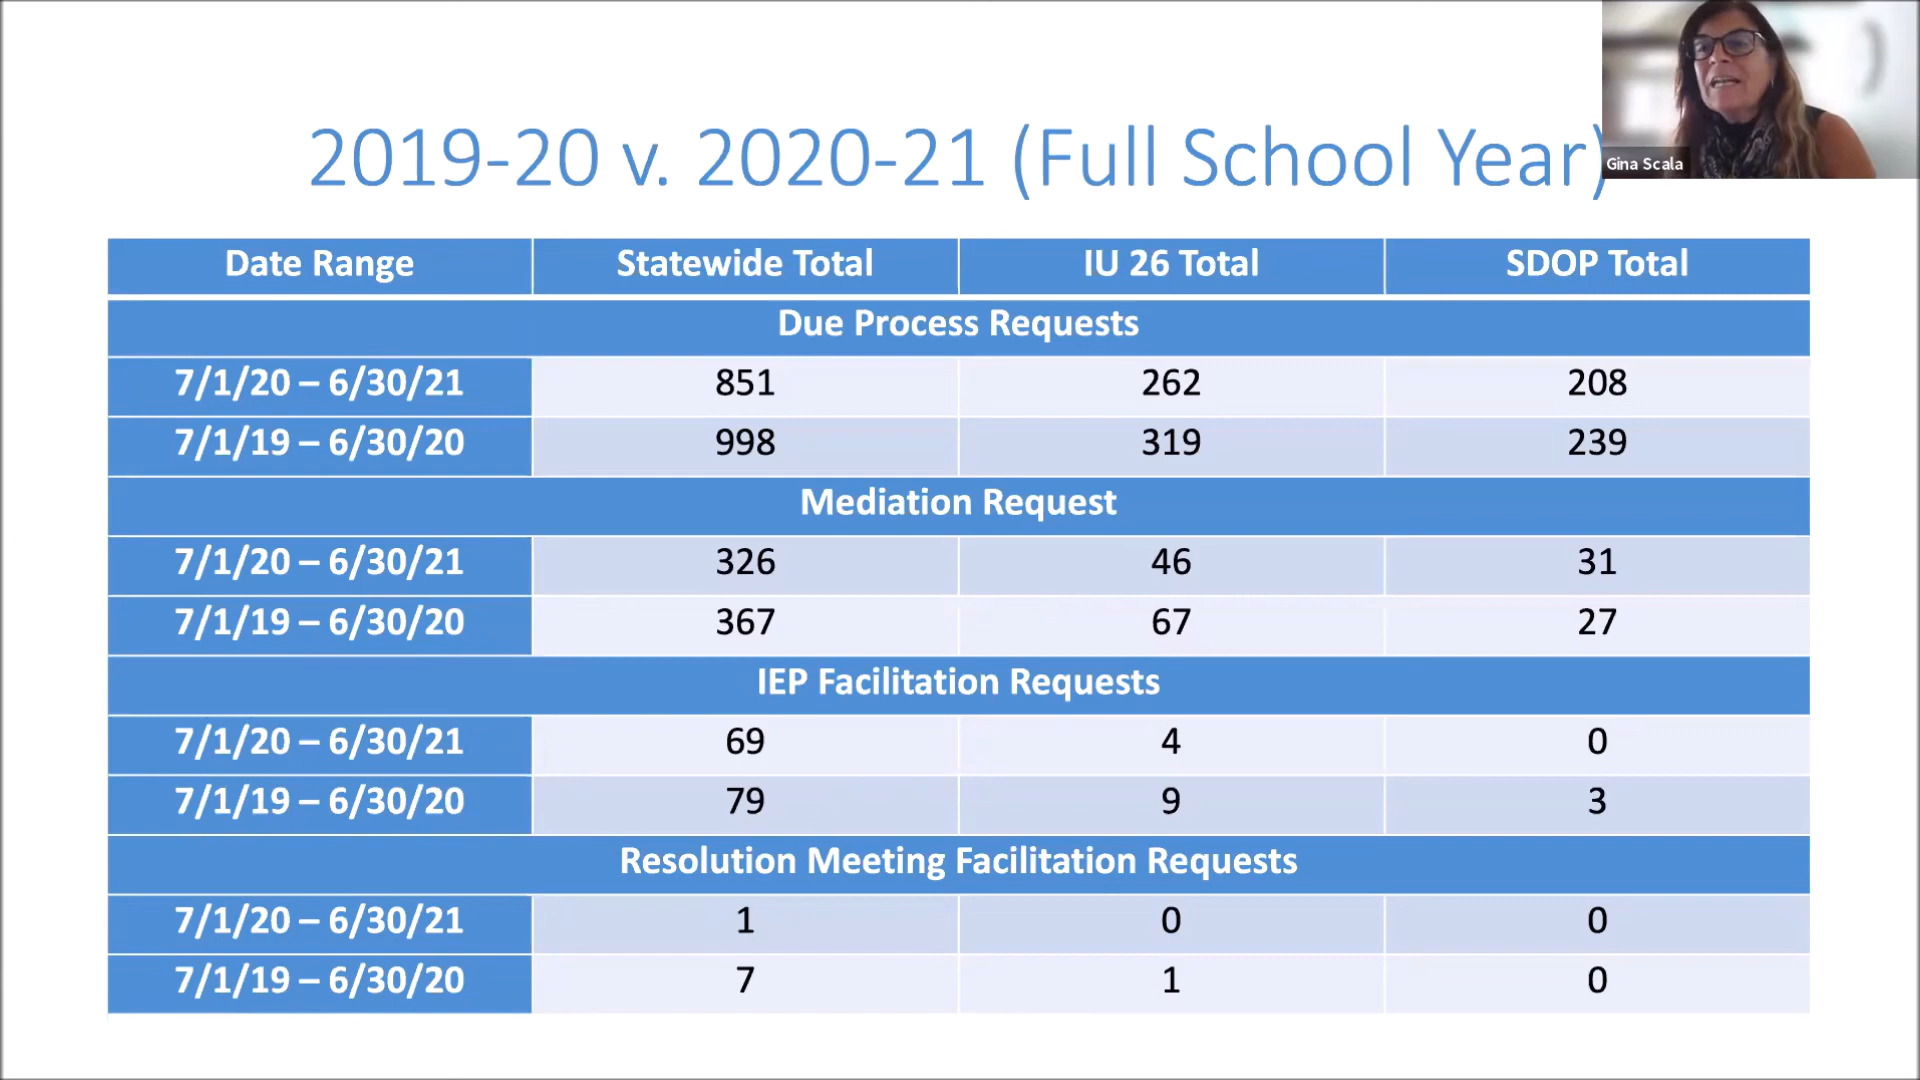 2019-20 v. 2020-21 (Full School Year)
Gina Scala
Date Range Statewide Total IU 26 Total SDOP Total
Due Process Requests
7/1/20 – 6/30/21 851 262 208
7/1/19 – 6/30/20 998 319 239
Mediation Request
7/1/20 – 6/30/21 326 46 31
7/1/19 – 6/30/20 367 67 27
IEP Facilitation Requests
7/1/20 – 6/30/21 69 4 0
7/1/19 – 6/30/20 79 9 3
Resolution Meeting Facilitation Requests
7/1/20 – 6/30/21 1 0 0
7/1/19 – 6/30/20 7 1 0